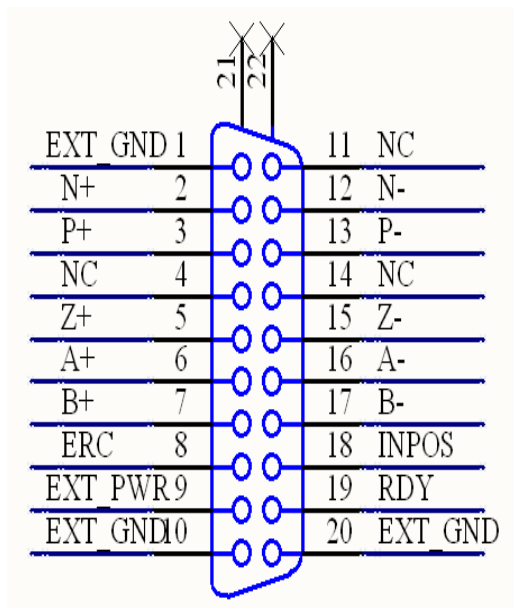 21 22
EXT_GND 1 11 NC
N+ 2 12 N-
P+ 3 13 P-
NC 4 14 NC
Z+ 5 15 Z-
A+ 6 16 A-
B+ 7 17 B-
ERC 8 18 INPOS
EXT_PWR 9 19 RDY
EXT_GND 10 20 EXT_GND